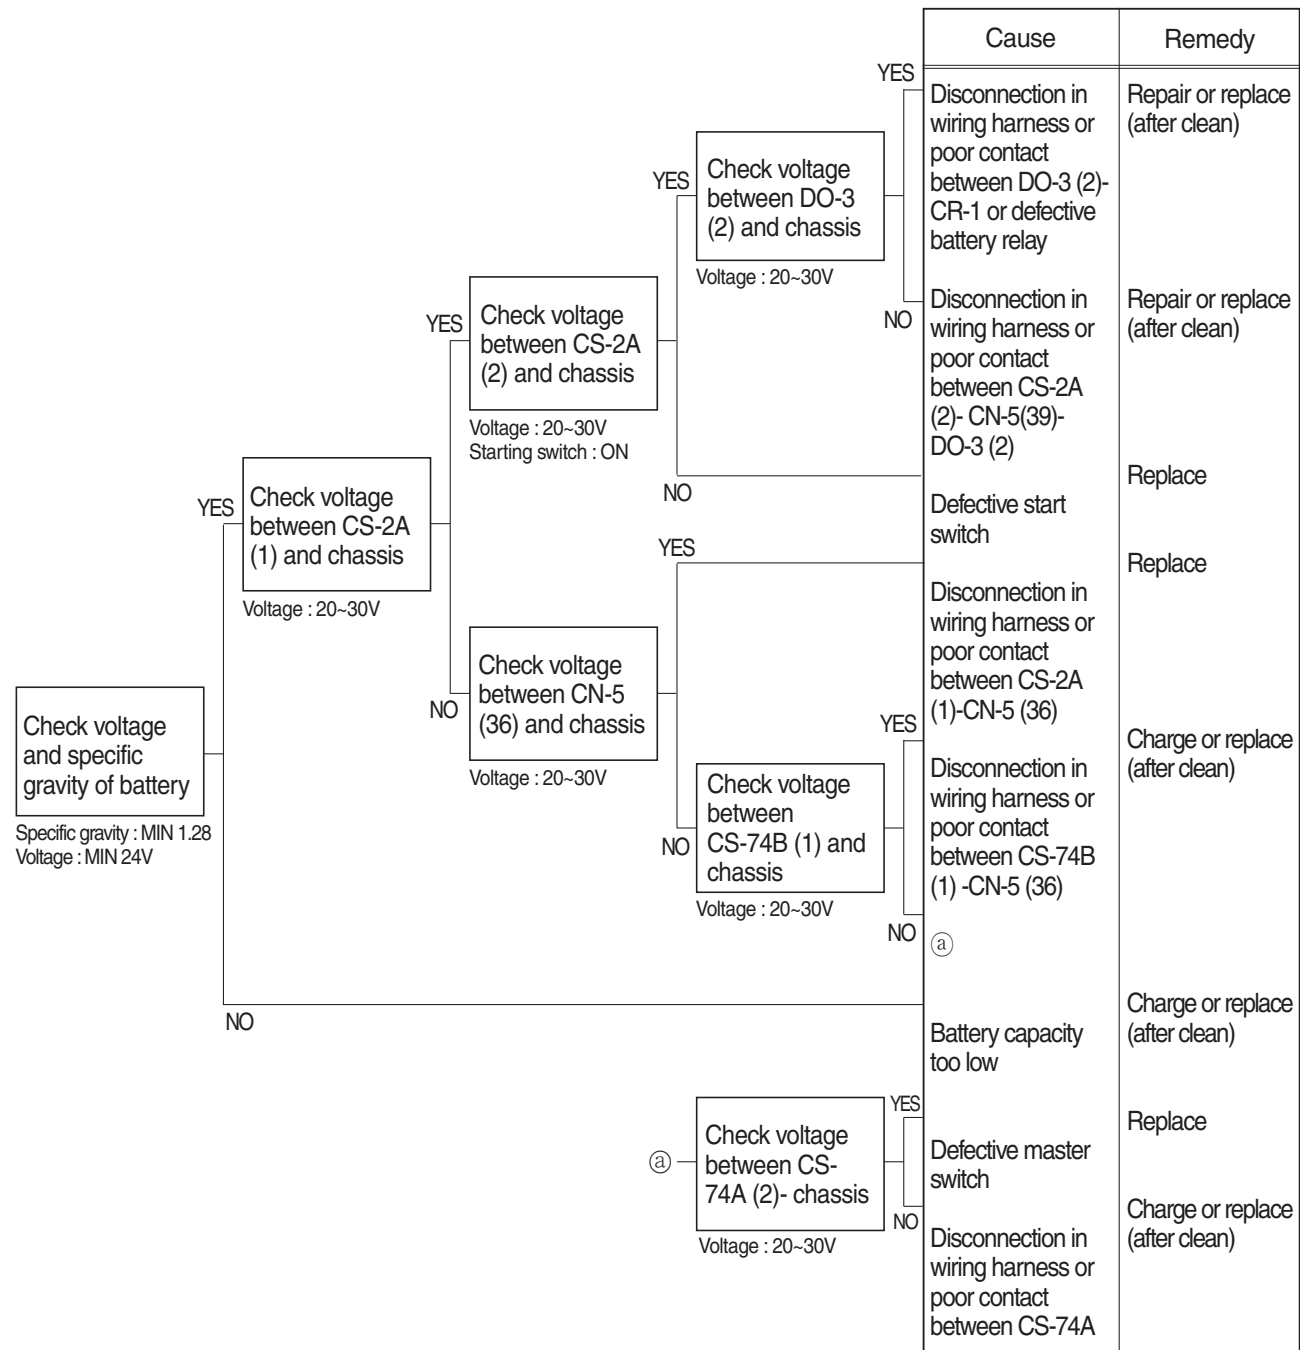 Cause
Remedy
YES
Disconnection in
wiring harness or
poor contact
between DO-3 (2)-
CR-1 or defective
battery relay
Repair or replace
(after clean)
YES
Check voltage
between DO-3
(2) and chassis
Voltage : 20~30V
NO
Disconnection in
wiring harness or
poor contact
between CS-2A
(2)- CN-5(39)-
DO-3 (2)
Repair or replace
(after clean)
YES
Check voltage
between CS-2A
(2) and chassis
Voltage : 20~30V
Starting switch : ON
NO
Defective start
switch
Replace
YES
Check voltage
between CS-2A
(1) and chassis
Voltage : 20~30V
YES
Disconnection in
wiring harness or
poor contact
between CS-2A
(1)-CN-5 (36)
Replace
NO
Check voltage
between CN-5
(36) and chassis
Voltage : 20~30V
Check voltage
and specific
gravity of battery
Specific gravity : MIN 1.28
Voltage : MIN 24V
YES
Disconnection in
wiring harness or
poor contact
between CS-74B
(1) -CN-5 (36)
Charge or replace
(after clean)
NO
Check voltage
between
CS-74B (1) and
chassis
Voltage : 20~30V
NO
ⓐ
NO
Battery capacity
too low
Charge or replace
(after clean)
ⓐ
Check voltage
between CS-
74A (2)- chassis
Voltage : 20~30V
YES
Defective master
switch
Replace
NO
Disconnection in
wiring harness or
poor contact
between CS-74A
Charge or replace
(after clean)